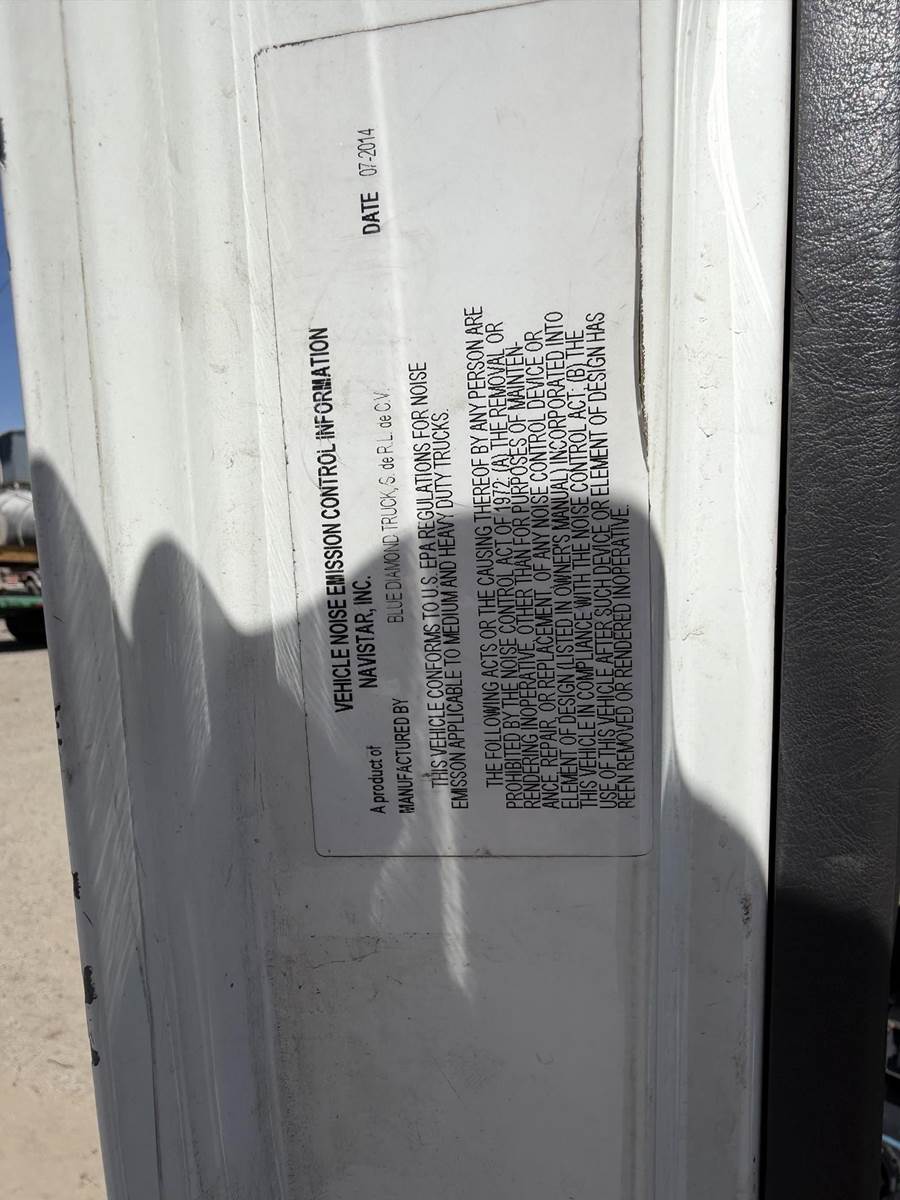 VEHICLE NOISE EMISSION CONTROL INFORMATION
A product of NAVISTAR, INC. DATE 07-2014
MANUFACTURED BY BLUE DIAMOND TRUCK, S. de R.L. de C.V.
THIS VEHICLE CONFORMS TO U.S. EPA REGULATIONS FOR NOISE
EMISSON APPLICABLE TO MEDIUM AND HEAVY DUTY TRUCKS.
THE FOLLOWING ACTS OR THE CAUSING THEREOF BY ANY PERSON ARE
PROHIBITED BY THE NOISE CONTROL ACT OF 1972: (A) THE REMOVAL OR
RENDERING INOPERATIVE, OTHER THAN FOR PURPOSES OF MAINTEN-
ANCE, REPAIR, OR REPLACEMENT, OF ANY NOISE CONTROL DEVICE OR
ELEMENT OF DESIGN (LISTED IN OWNER'S MANUAL) INCORPORATED INTO
THIS VEHICLE IN COMPLIANCE WITH THE NOISE CONTROL ACT, (B) THE
USE OF THIS VEHICLE AFTER SUCH DEVICE OR ELEMENT OF DESIGN HAS
BEEN REMOVED OR RENDERED INOPERATIVE.